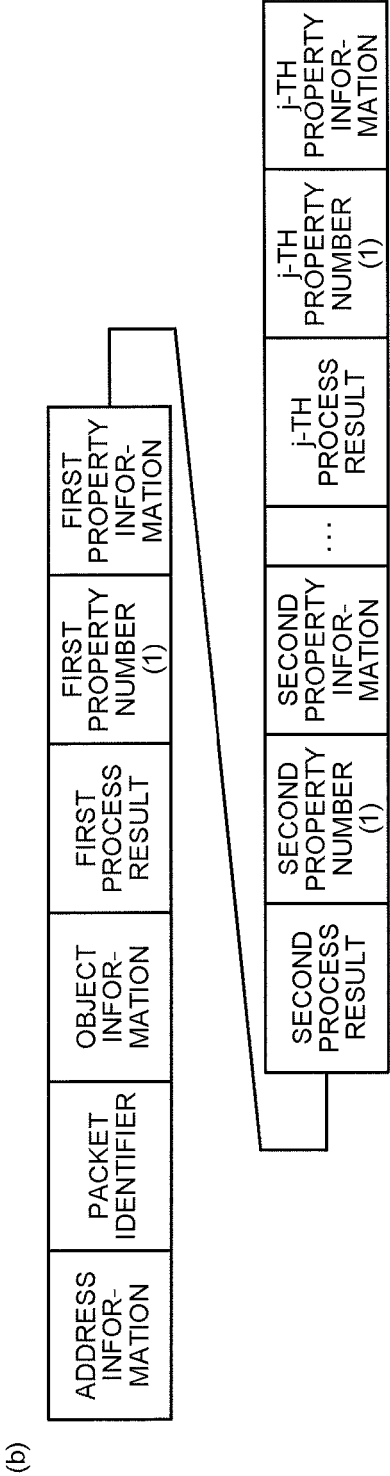 (b)
ADDRESS
INFOR-
MATION
PACKET
IDENTIFIER
OBJECT
INFOR-
MATION
FIRST
PROCESS
RESULT
FIRST
PROPERTY
NUMBER
(1)
FIRST
PROPERTY
INFOR-
MATION
SECOND
PROCESS
RESULT
SECOND
PROPERTY
NUMBER
(1)
SECOND
PROPERTY
INFOR-
MATION
...
j-TH
PROCESS
RESULT
j-TH
PROPERTY
NUMBER
(1)
j-TH
PROPERTY
INFOR-
MATION